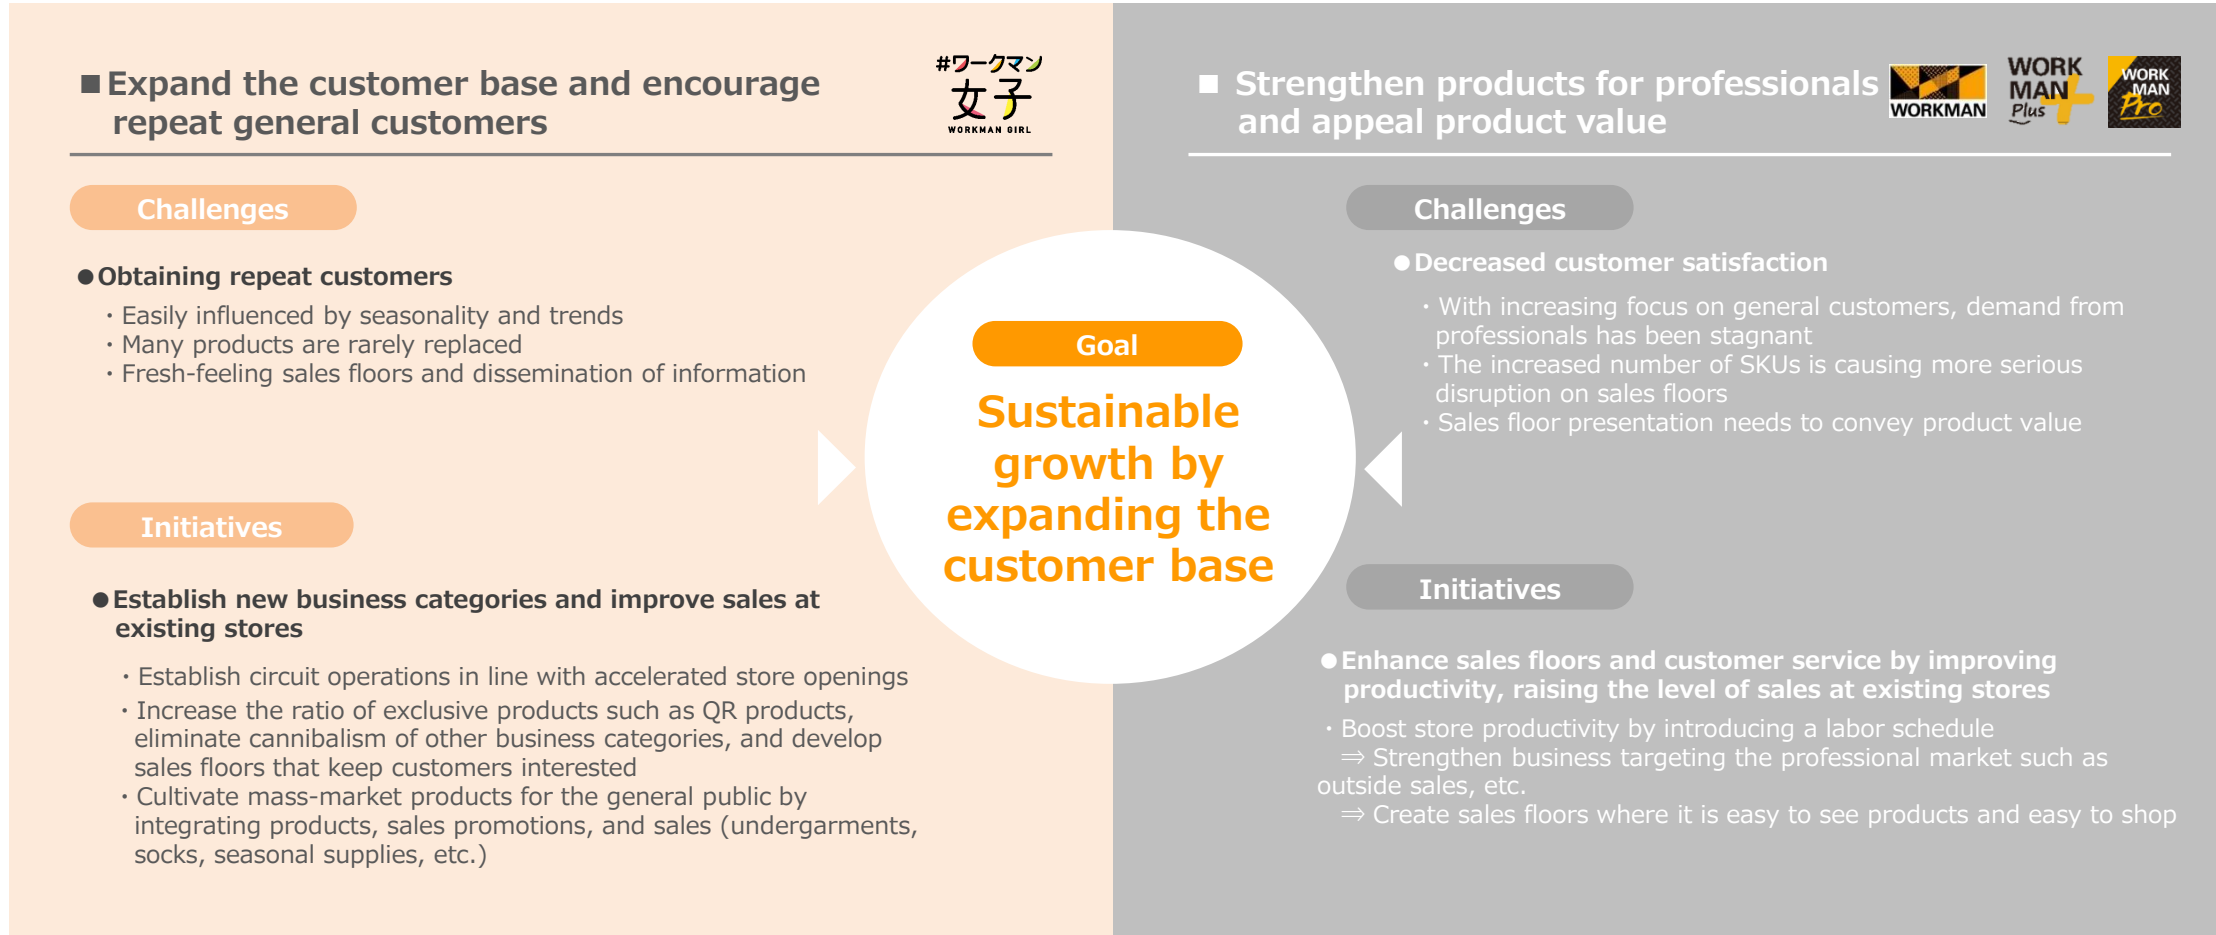 ■Expand the customer base and encourage
repeat general customers
#ワークマン
女子
WORKMAN GIRL
Challenges
●Obtaining repeat customers
・Easily influenced by seasonality and trends
・Many products are rarely replaced
・Fresh-feeling sales floors and dissemination of information
Initiatives
●Establish new business categories and improve sales at
existing stores
・Establish circuit operations in line with accelerated store openings
・Increase the ratio of exclusive products such as QR products,
eliminate cannibalism of other business categories, and develop
sales floors that keep customers interested
・Cultivate mass-market products for the general public by
integrating products, sales promotions, and sales (undergarments,
socks, seasonal supplies, etc.)
Goal
Sustainable
growth by
expanding the
customer base
■ Strengthen products for professionals
and appeal product value
WORKMAN
WORK
MAN
Plus
WORK
MAN
Pro
Challenges
●Decreased customer satisfaction
・With increasing focus on general customers, demand from
professionals has been stagnant
・The increased number of SKUs is causing more serious
disruption on sales floors
・Sales floor presentation needs to convey product value
Initiatives
●Enhance sales floors and customer service by improving
productivity, raising the level of sales at existing stores
・Boost store productivity by introducing a labor schedule
⇒ Strengthen business targeting the professional market such as
outside sales, etc.
⇒ Create sales floors where it is easy to see products and easy to shop